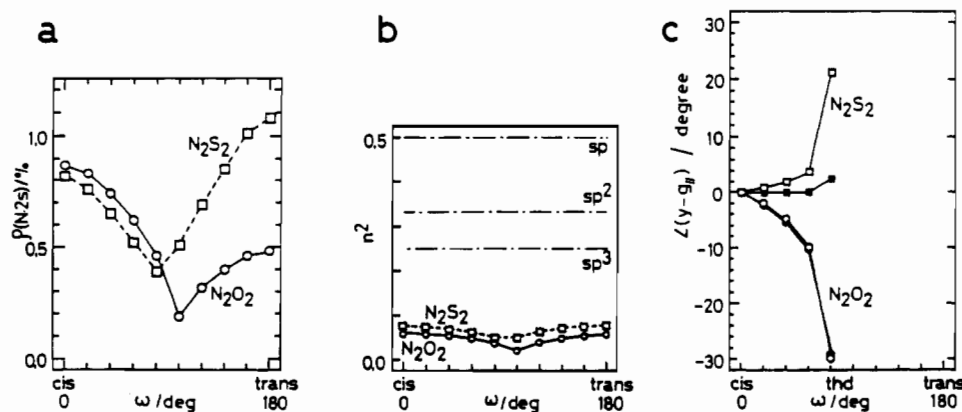 a
ρ(N2s)/%
1.0
0.5
0.0
N₂S₂
N₂O₂
cis
0
ω/deg
trans
180
b
n²
0.5
0.0
sp
sp²
sp³
N₂S₂
N₂O₂
cis
0
ω/deg
trans
180
c
∠(y-g∥) / degree
30
20
10
0
-10
-20
-30
N₂S₂
N₂O₂
cis
0
thd
ω/deg
trans
180